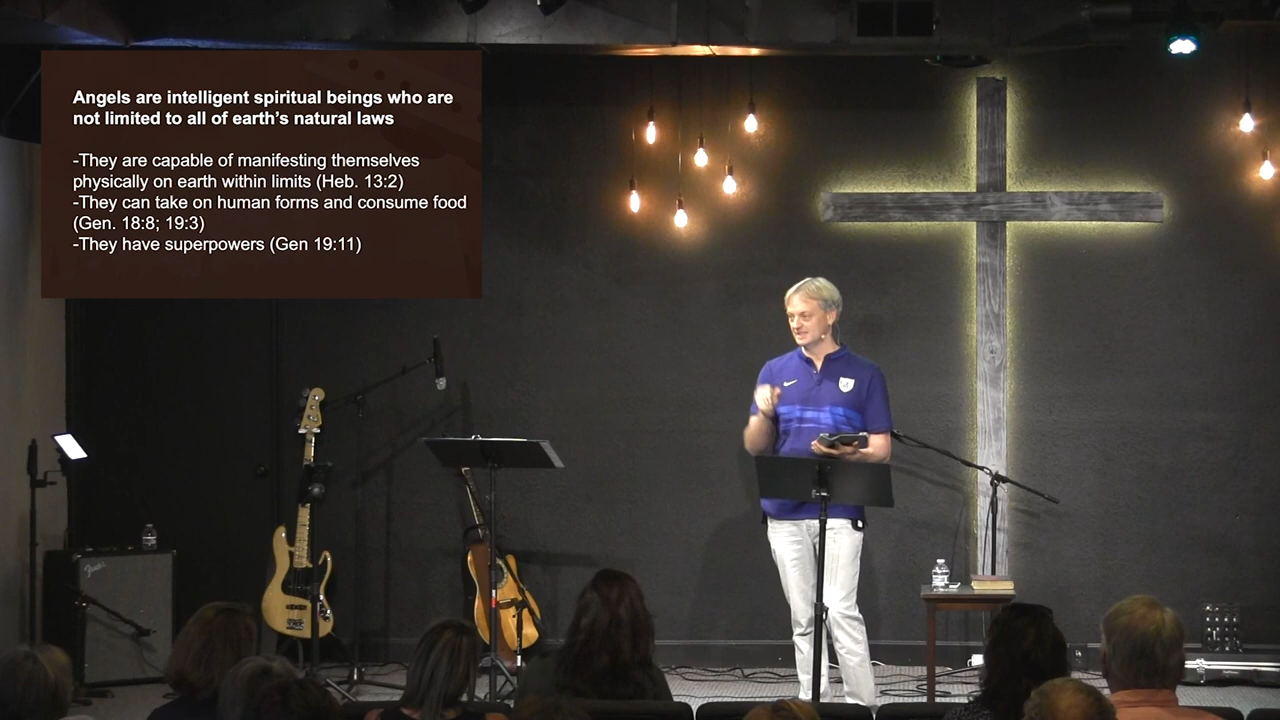 Angels are intelligent spiritual beings who are
not limited to all of earth's natural laws
-They are capable of manifesting themselves
physically on earth within limits (Heb. 13:2)
-They can take on human forms and consume food
(Gen. 18:8; 19:3)
-They have superpowers (Gen 19:11)
Fender